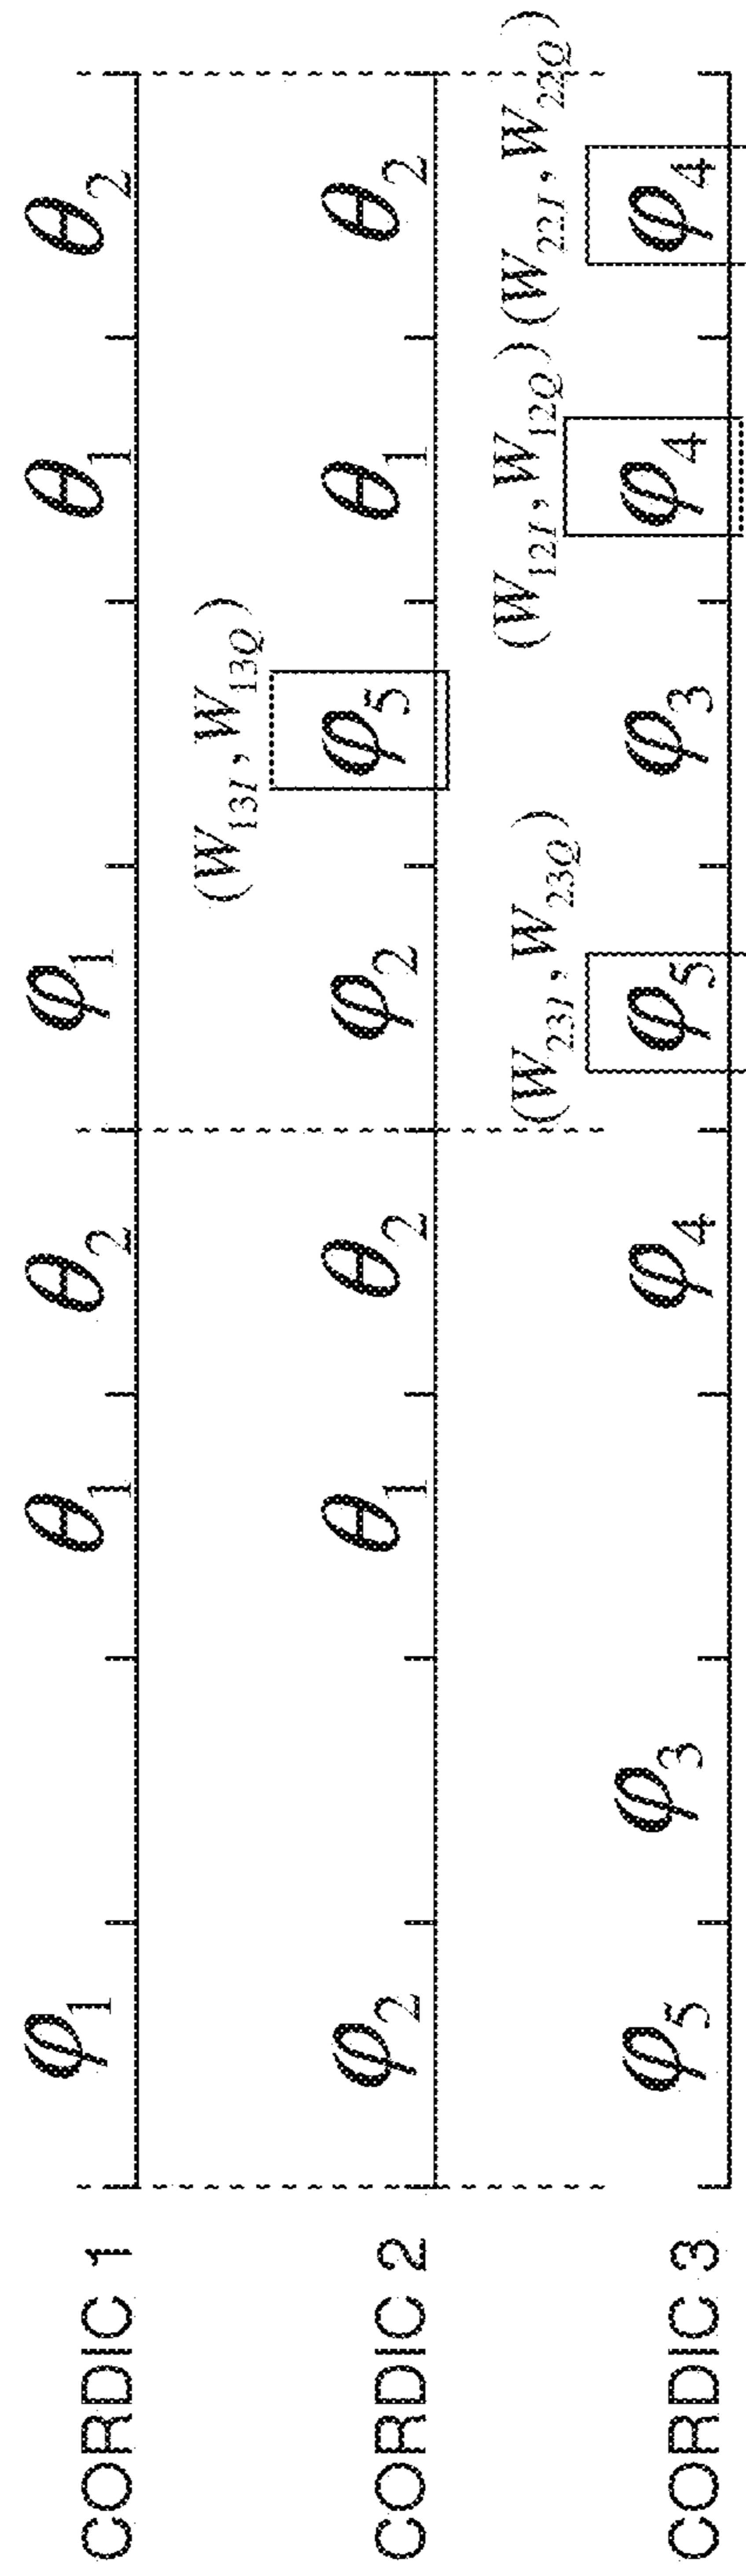 CORDIC 1 φ1 θ1 θ2 φ1 θ1 θ2
(W13I, W13Q)
CORDIC 2 φ2 θ1 θ2 φ2 φ5 θ1 θ2
(W23I, W23Q) (W12I, W12Q) (W22I, W22Q)
CORDIC 3 φ5 φ3 φ4 φ5 φ3 φ4 φ4